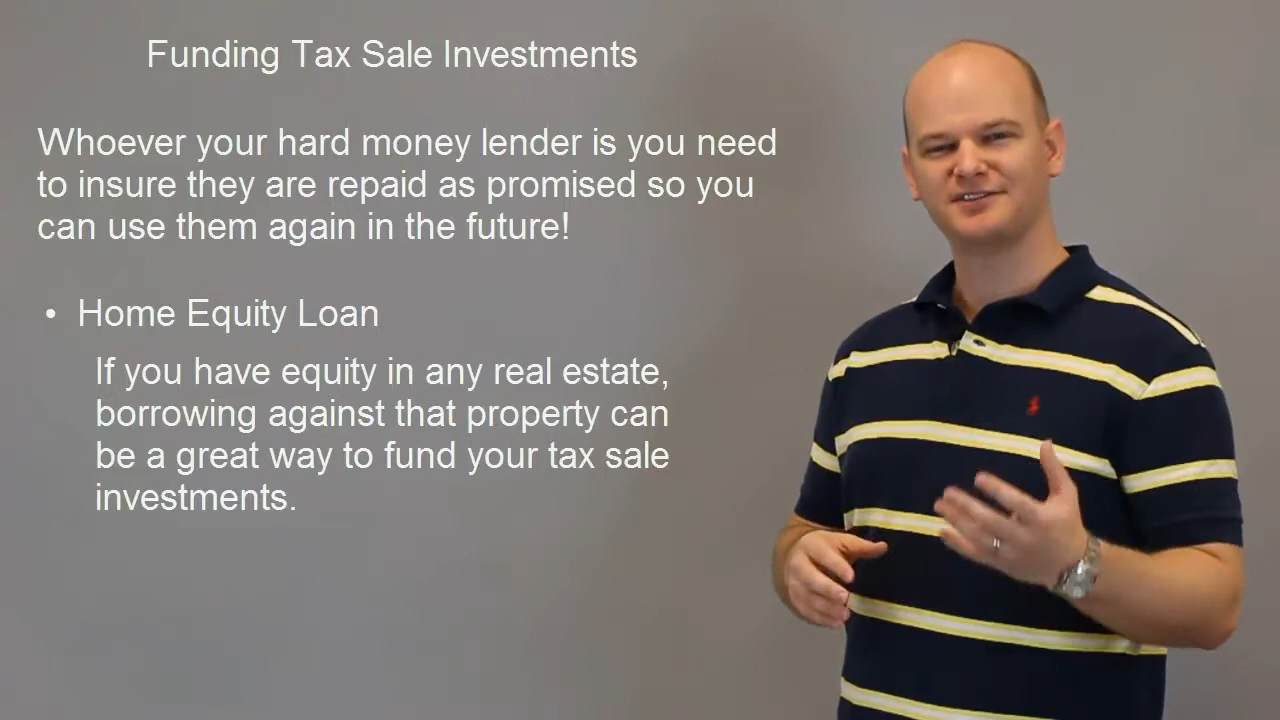 Funding Tax Sale Investments
Whoever your hard money lender is you need
to insure they are repaid as promised so you
can use them again in the future!
• Home Equity Loan
If you have equity in any real estate,
borrowing against that property can
be a great way to fund your tax sale
investments.